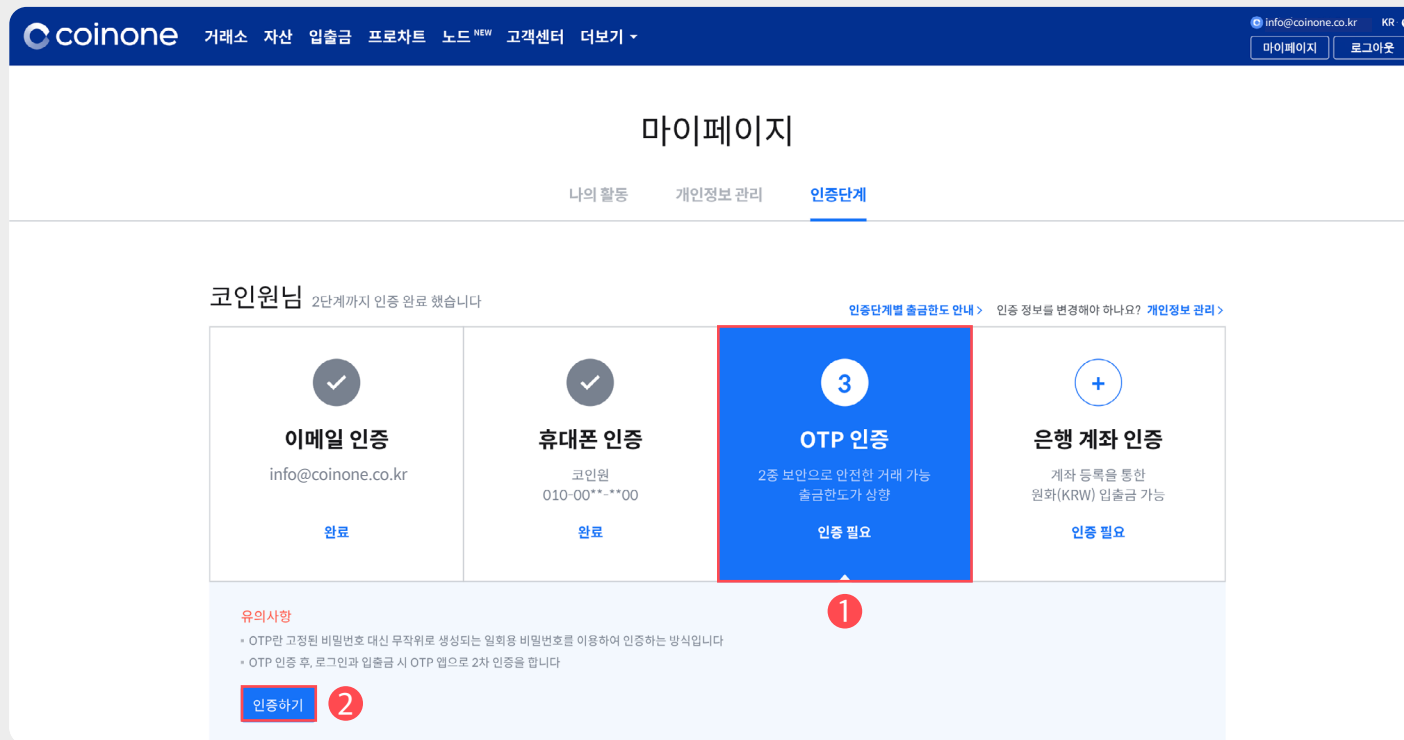 coinone 거래소 자산 입출금 프로차트 노드 NEW 고객센터 더보기
info@coinone.co.kr KR
마이페이지 로그아웃
마이페이지
나의 활동 개인정보 관리 인증단계
코인원님 2단계까지 인증 완료 했습니다
인증단계별 출금한도 안내 > 인증 정보를 변경해야 하나요? 개인정보 관리 >
이메일 인증
info@coinone.co.kr
완료
휴대폰 인증
코인원
010-00**-**00
완료
3
OTP 인증
2중 보안으로 안전한 거래 가능
출금한도가 상향
인증 필요
+
은행 계좌 인증
계좌 등록을 통한
원화(KRW) 입출금 가능
인증 필요
1
유의사항
▪ OTP란 고정된 비밀번호 대신 무작위로 생성되는 일회용 비밀번호를 이용하여 인증하는 방식입니다
▪ OTP 인증 후, 로그인과 입출금 시 OTP 앱으로 2차 인증을 합니다
인증하기 2